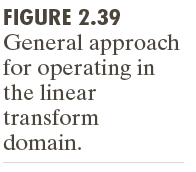 FIGURE 2.39
General approach
for operating in
the linear
transform
domain.